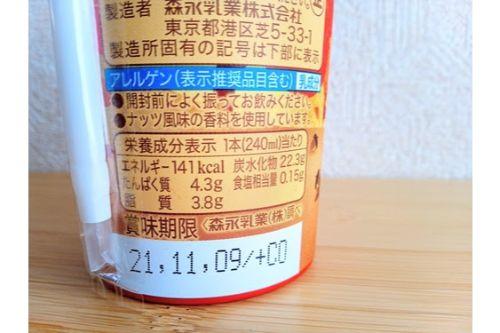 製造者 森永乳業株式会社
東京都港区芝5-33-1
製造所固有の記号は下部に表示
アレルゲン(表示推奨品目含む) 乳成分
●開封前によく振ってお飲みください。
●ナッツ風味の香料を使用しています。
栄養成分表示 1本(240ml)当たり
エネルギー 141kcal 炭水化物 22.3g
たんぱく質 4.3g 食塩相当量 0.15g
脂質 3.8g
賞味期限 森永乳業(株)
21,11,09/+CO